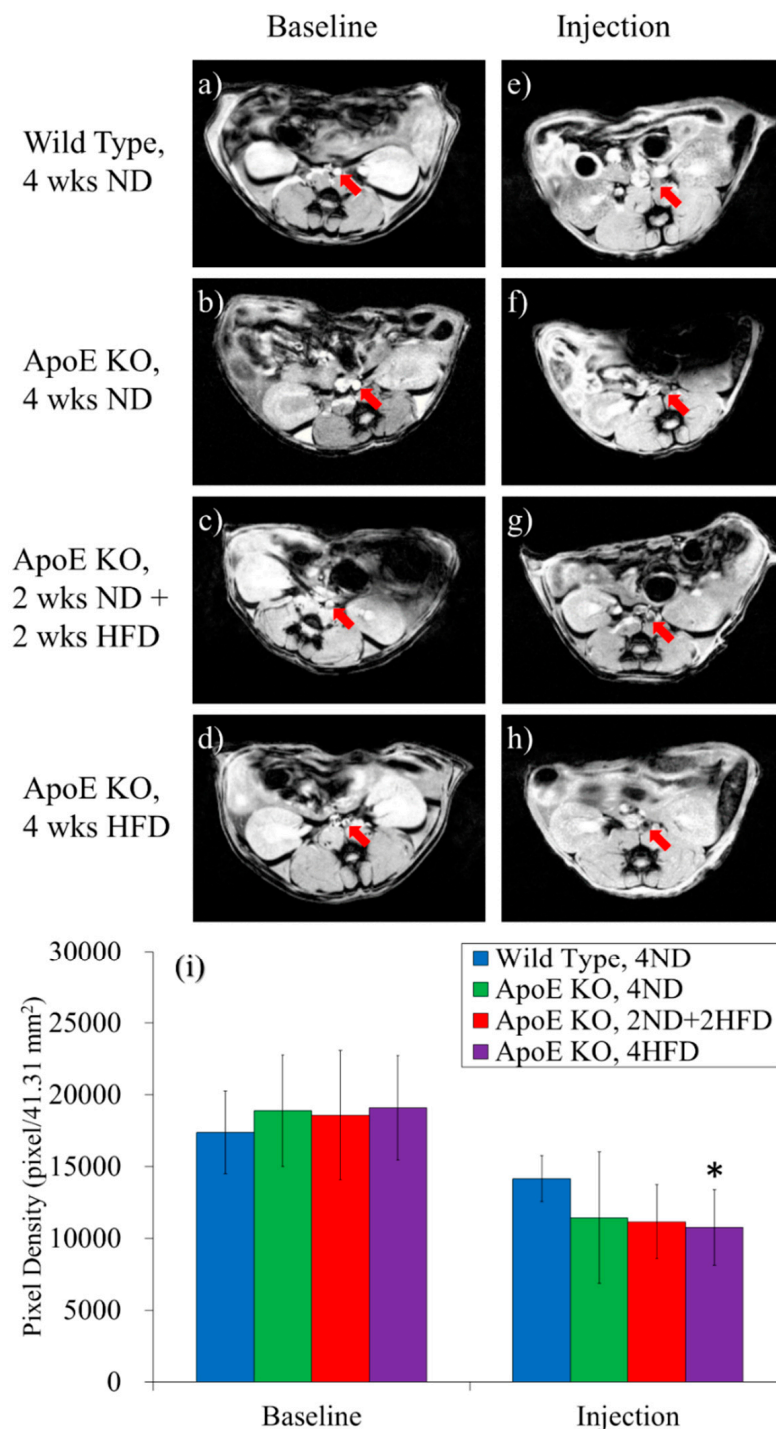 Baseline
Injection
Wild Type,
4 wks ND
a)
e)
ApoE KO,
4 wks ND
b)
f)
ApoE KO,
2 wks ND +
2 wks HFD
c)
g)
ApoE KO,
4 wks HFD
d)
h)
(i)
Pixel Density (pixel/41.31 mm²)
30000
25000
20000
15000
10000
5000
0
Wild Type, 4ND
ApoE KO, 4ND
ApoE KO, 2ND+2HFD
ApoE KO, 4HFD
*
Baseline
Injection